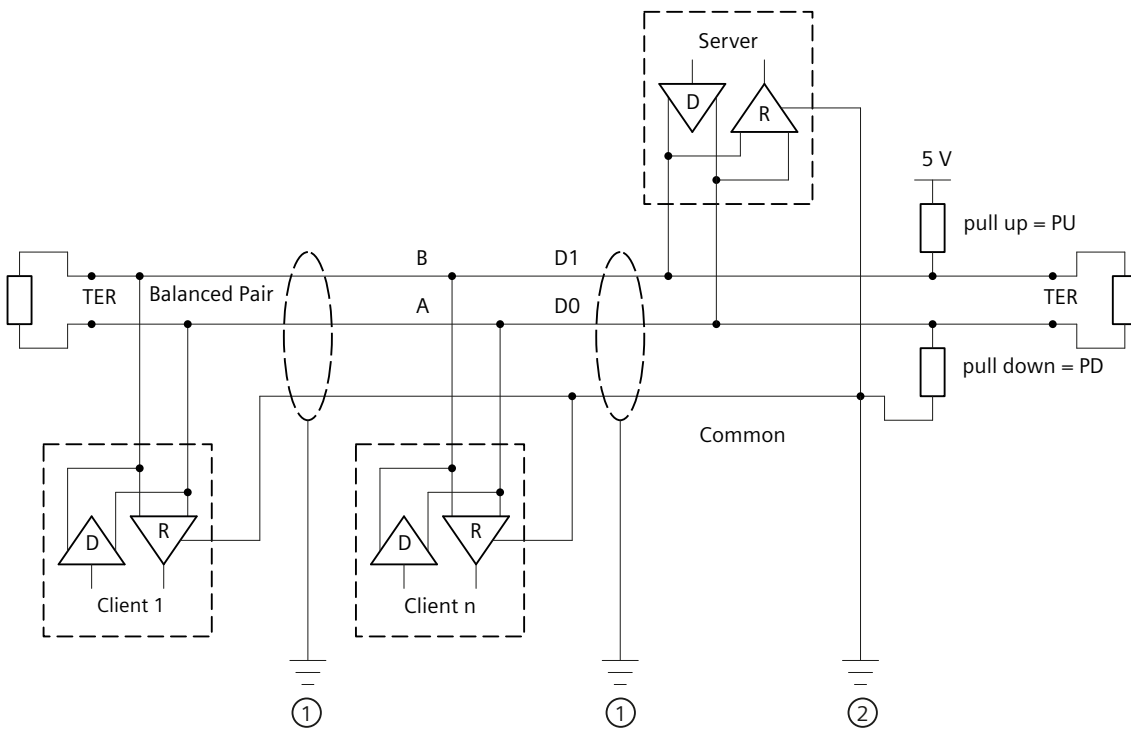 Server
D
R
5 V
pull up = PU
B
D1
TER
Balanced Pair
A
D0
TER
pull down = PD
Common
D
R
Client 1
D
R
Client n
1
1
2